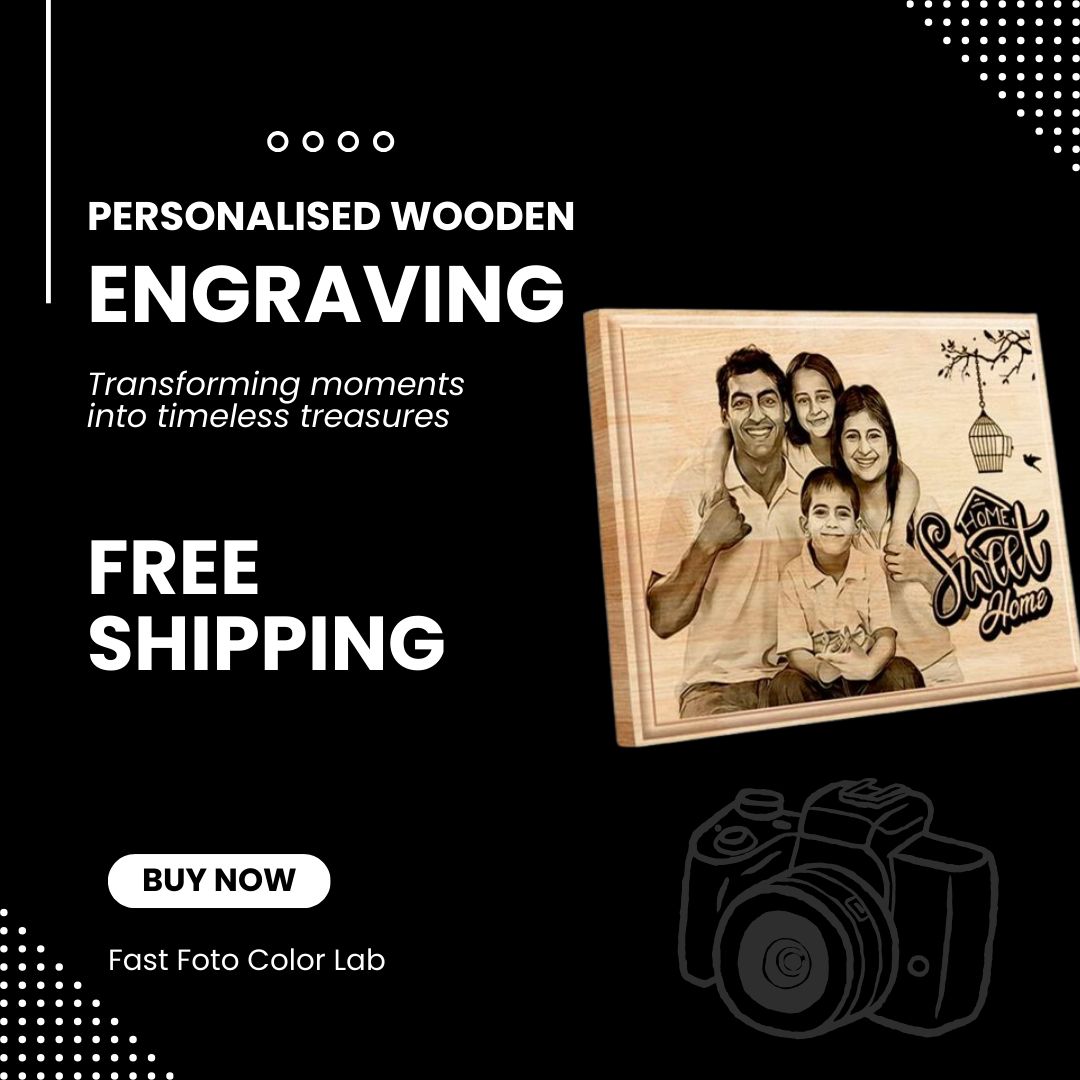 PERSONALISED WOODEN
ENGRAVING
Transforming moments
into timeless treasures
FREE
SHIPPING
HOME
Sweet
Home
BUY NOW
Fast Foto Color Lab